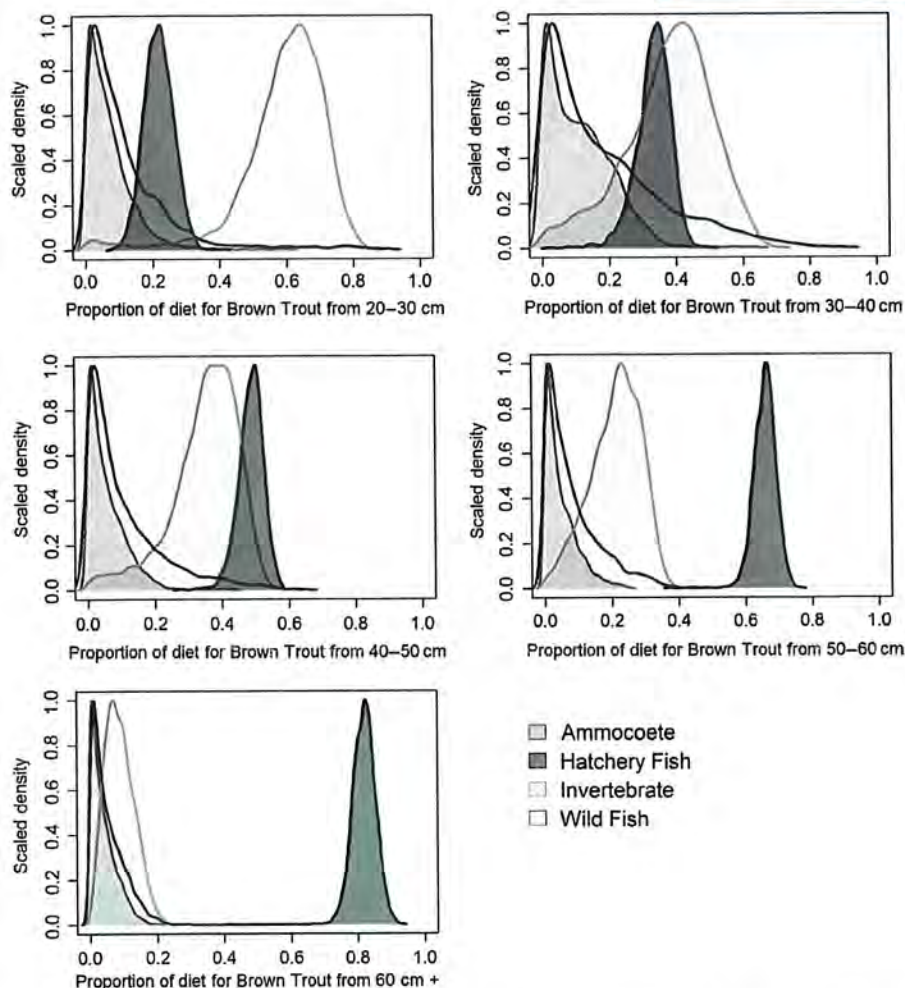 Scaled density
0.0 0.2 0.4 0.6 0.8 1.0
0.0 0.2 0.4 0.6 0.8 1.0
Proportion of diet for Brown Trout from 20–30 cm
Scaled density
0.0 0.2 0.4 0.6 0.8 1.0
0.0 0.2 0.4 0.6 0.8 1.0
Proportion of diet for Brown Trout from 30–40 cm
Scaled density
0.0 0.2 0.4 0.6 0.8 1.0
0.0 0.2 0.4 0.6 0.8 1.0
Proportion of diet for Brown Trout from 40–50 cm
Scaled density
0.0 0.2 0.4 0.6 0.8 1.0
0.0 0.2 0.4 0.6 0.8 1.0
Proportion of diet for Brown Trout from 50–60 cm
Scaled density
0.0 0.2 0.4 0.6 0.8 1.0
0.0 0.2 0.4 0.6 0.8 1.0
Proportion of diet for Brown Trout from 60 cm +
Ammocoete
Hatchery Fish
Invertebrate
Wild Fish